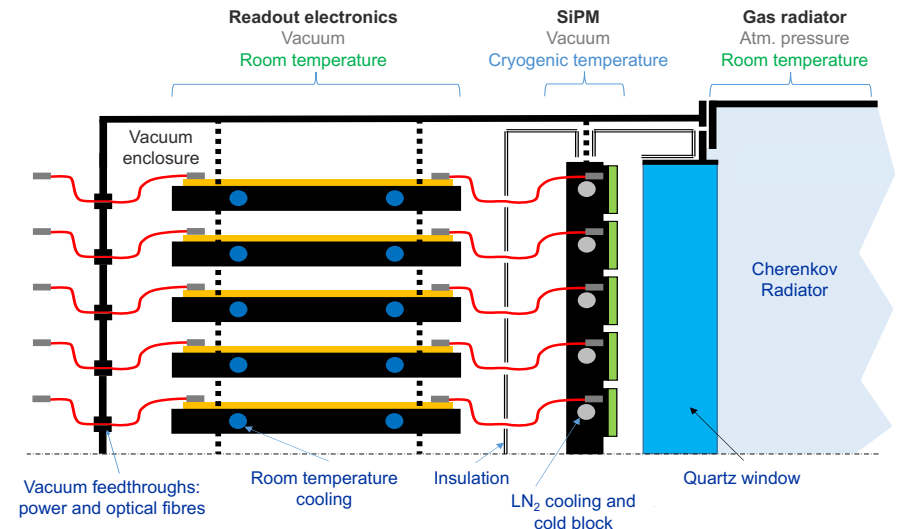 Readout electronics
Vacuum
Room temperature
SiPM
Vacuum
Cryogenic temperature
Gas radiator
Atm. pressure
Room temperature
Vacuum
enclosure
Cherenkov
Radiator
Vacuum feedthroughs:
power and optical fibres
Room temperature
cooling
Insulation
LN₂ cooling and
cold block
Quartz window